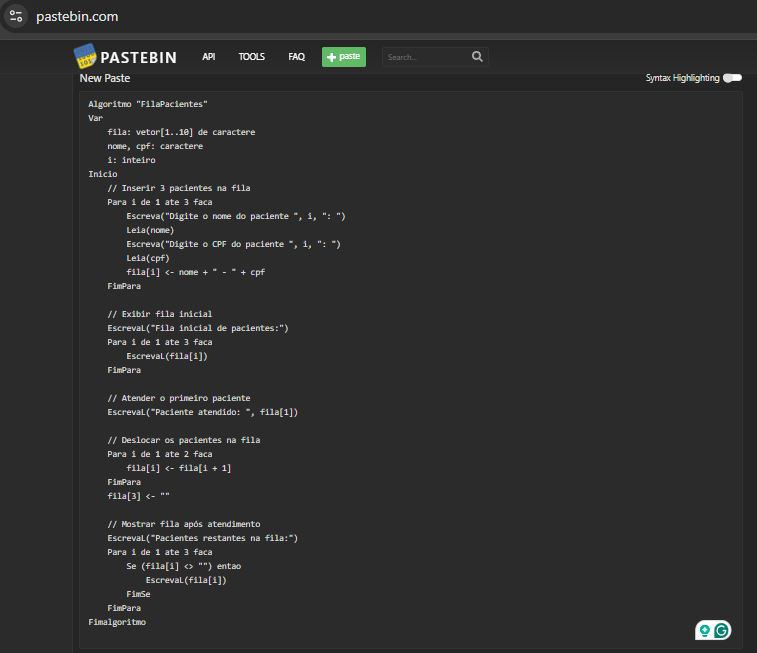 pastebin.com
PASTEBIN API TOOLS FAQ + paste Search...
New Paste Syntax Highlighting
Algoritmo "FilaPacientes"
Var
    fila: vetor[1..10] de caractere
    nome, cpf: caractere
    i: inteiro
Inicio
    // Inserir 3 pacientes na fila
    Para i de 1 ate 3 faca
        Escreva("Digite o nome do paciente ", i, ": ")
        Leia(nome)
        Escreva("Digite o CPF do paciente ", i, ": ")
        Leia(cpf)
        fila[i] <- nome + " - " + cpf
    FimPara
    // Exibir fila inicial
    EscrevaL("Fila inicial de pacientes:")
    Para i de 1 ate 3 faca
        EscrevaL(fila[i])
    FimPara
    // Atender o primeiro paciente
    EscrevaL("Paciente atendido: ", fila[1])
    // Deslocar os pacientes na fila
    Para i de 1 ate 2 faca
        fila[i] <- fila[i + 1]
    FimPara
    fila[3] <- ""
    // Mostrar fila após atendimento
    EscrevaL("Pacientes restantes na fila:")
    Para i de 1 ate 3 faca
        Se (fila[i] <> "") entao
            EscrevaL(fila[i])
        FimSe
    FimPara
Fimalgoritmo